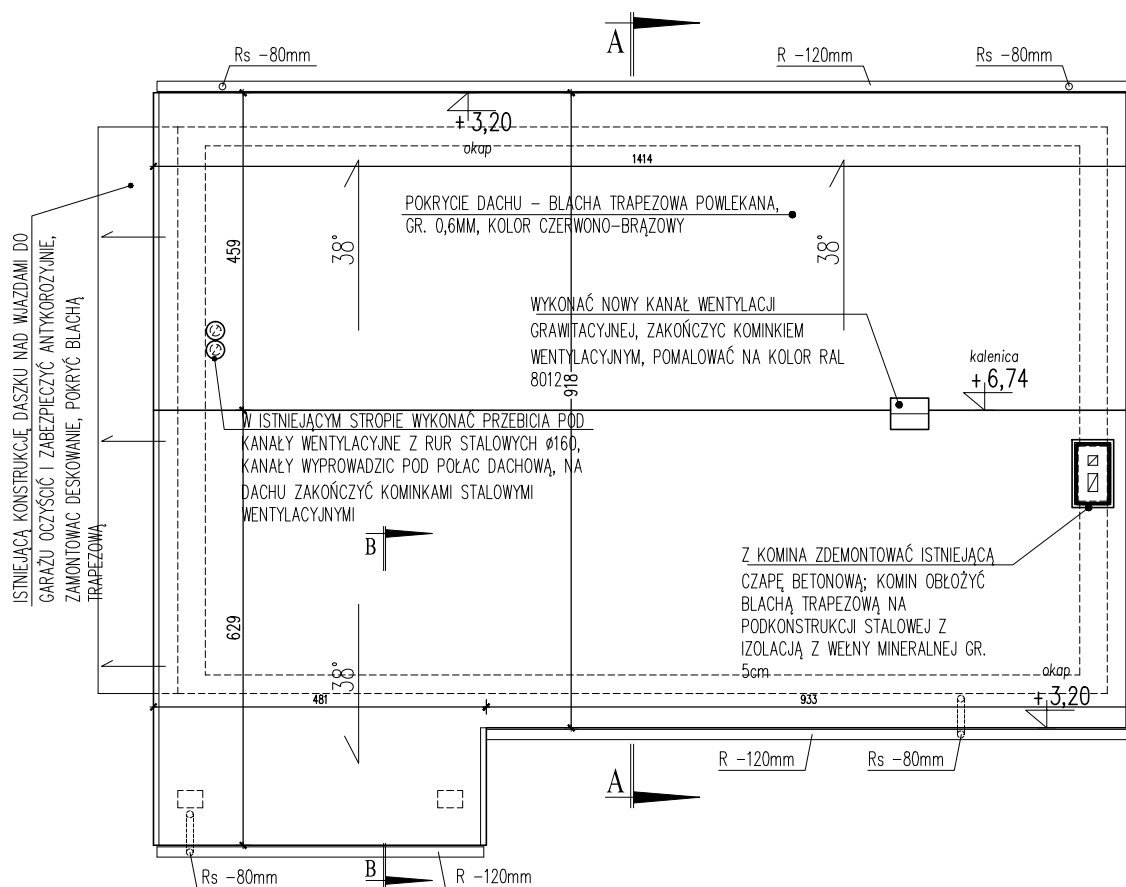 A
Rs -80mm
R -120mm
Rs -80mm
+ 3,20
okap
1414
POKRYCIE DACHU – BLACHA TRAPEZOWA POWLEKANA,
GR. 0,6MM, KOLOR CZERWONO-BRĄZOWY
459
38°
38°
ISTNIEJĄCĄ KONSTRUKCJĘ DASZKU NAD WJAZDAMI DO
GARAŻU OCZYŚCIĆ I ZABEZPIECZYĆ ANTYKOROZYJNIE,
ZAMONTOWAC DESKOWANIE, POKRYĆ BLACHĄ
TRAPEZOWĄ
WYKONAĆ NOWY KANAŁ WENTYLACJI
GRAWITACYJNEJ, ZAKOŃCZYC KOMINKIEM
WENTYLACYJNYM, POMALOWAĆ NA KOLOR RAL
8012
918
kalenica
+ 6,74
W ISTNIEJĄCYM STROPIE WYKONAĆ PRZEBICIA POD
KANAŁY WENTYLACYJNE Z RUR STALOWYCH ø160,
KANAŁY WYPROWADZIC POD POŁAC DACHOWĄ, NA
DACHU ZAKOŃCZYĆ KOMINKAMI STALOWYMI
WENTYLACYJNYMI
B
Z KOMINA ZDEMONTOWAĆ ISTNIEJĄCĄ
CZAPĘ BETONOWĄ; KOMIN OBŁOŻYĆ
BLACHĄ TRAPEZOWĄ NA
PODKONSTRUKCJI STALOWEJ Z
IZOLACJĄ Z WEŁNY MINERALNEJ GR.
5cm
629
38°
okap
+ 3,20
481
933
R -120mm
Rs -80mm
A
B
Rs -80mm
R -120mm